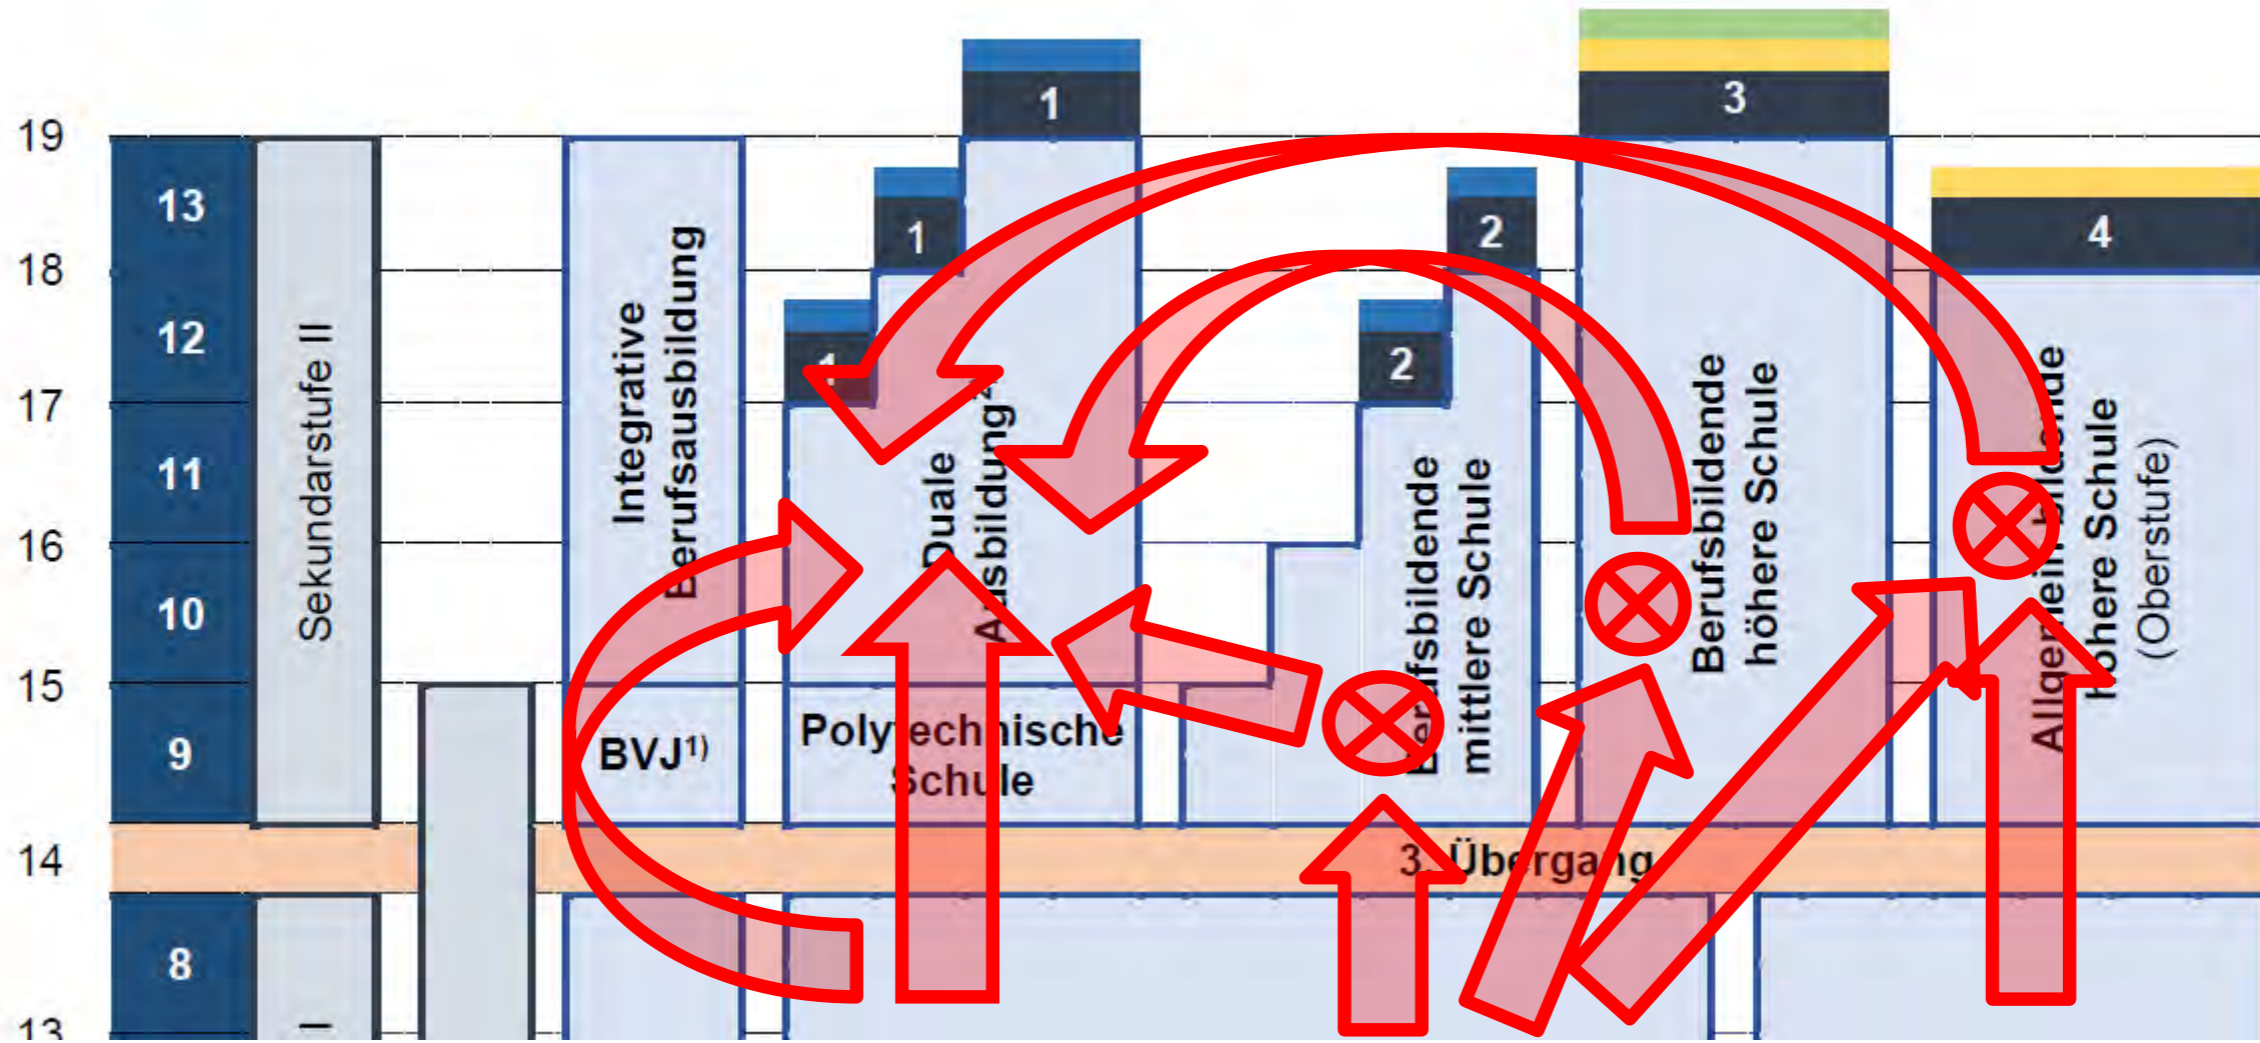 1
3
19
13
1
2
4
18
12
1
2
17
11
16
10
15
9
14
8
13
Sekundarstufe II
I
Integrative
Berufsausbildung
BVJ¹⁾
Duale
Ausbildung²⁾
Polytechnische
Schule
Berufsbildende
mittlere Schule
Berufsbildende
höhere Schule
Allgemein bildende
höhere Schule
(Oberstufe)
3. Übergang